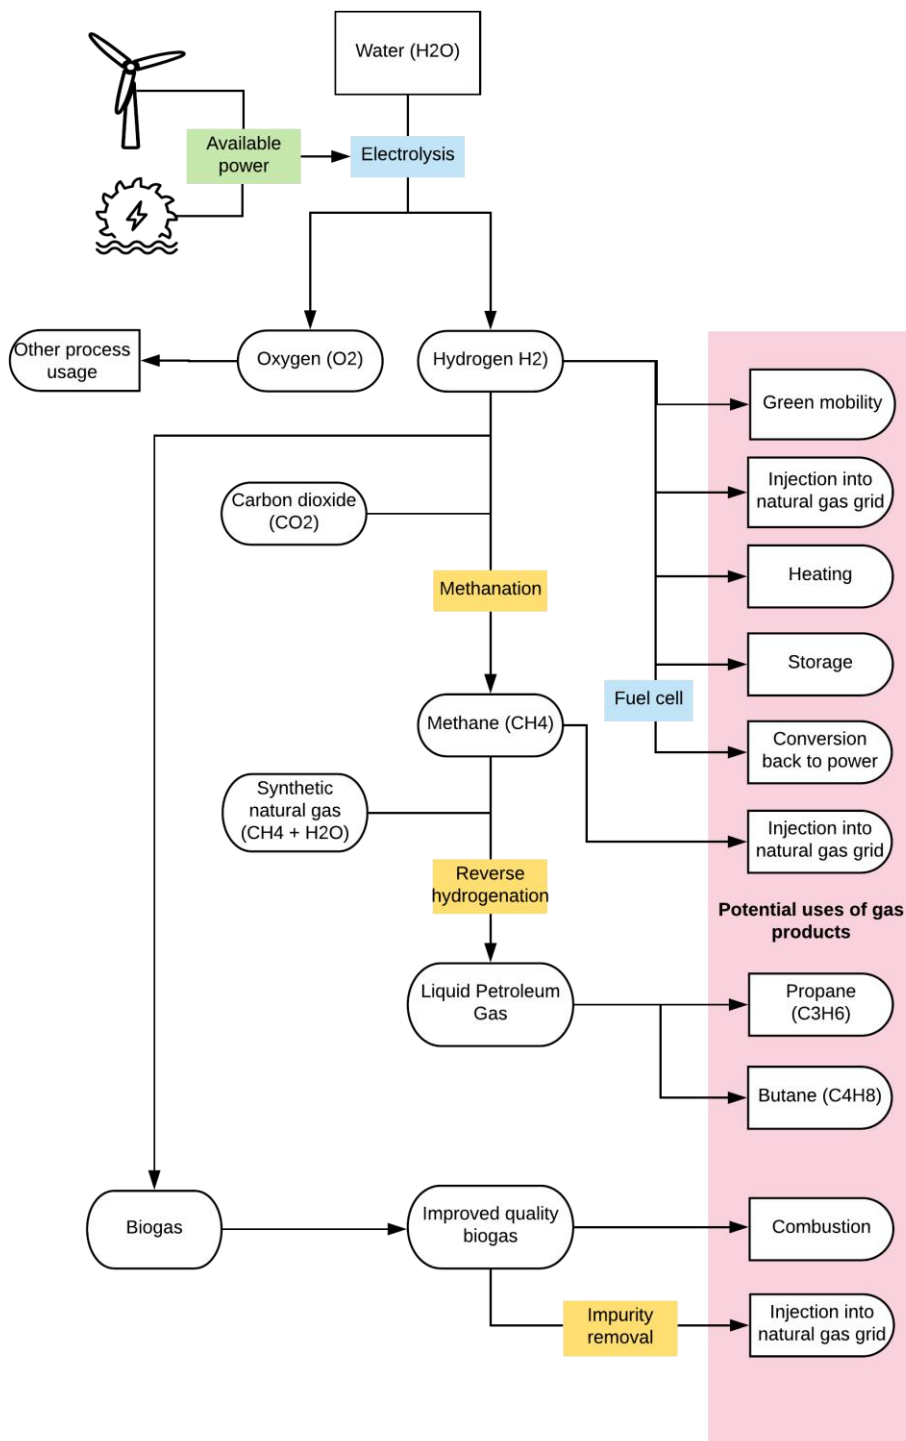 Water (H2O)
Available
power
Electrolysis
Other process
usage
Oxygen (O2)
Hydrogen H2)
Green mobility
Injection into
natural gas grid
Carbon dioxide
(CO2)
Heating
Methanation
Storage
Fuel cell
Methane (CH4)
Conversion
back to power
Synthetic
natural gas
(CH4 + H2O)
Injection into
natural gas grid
Reverse
hydrogenation
Potential uses of gas
products
Liquid Petroleum
Gas
Propane
(C3H6)
Butane (C4H8)
Biogas
Improved quality
biogas
Combustion
Impurity
removal
Injection into
natural gas grid